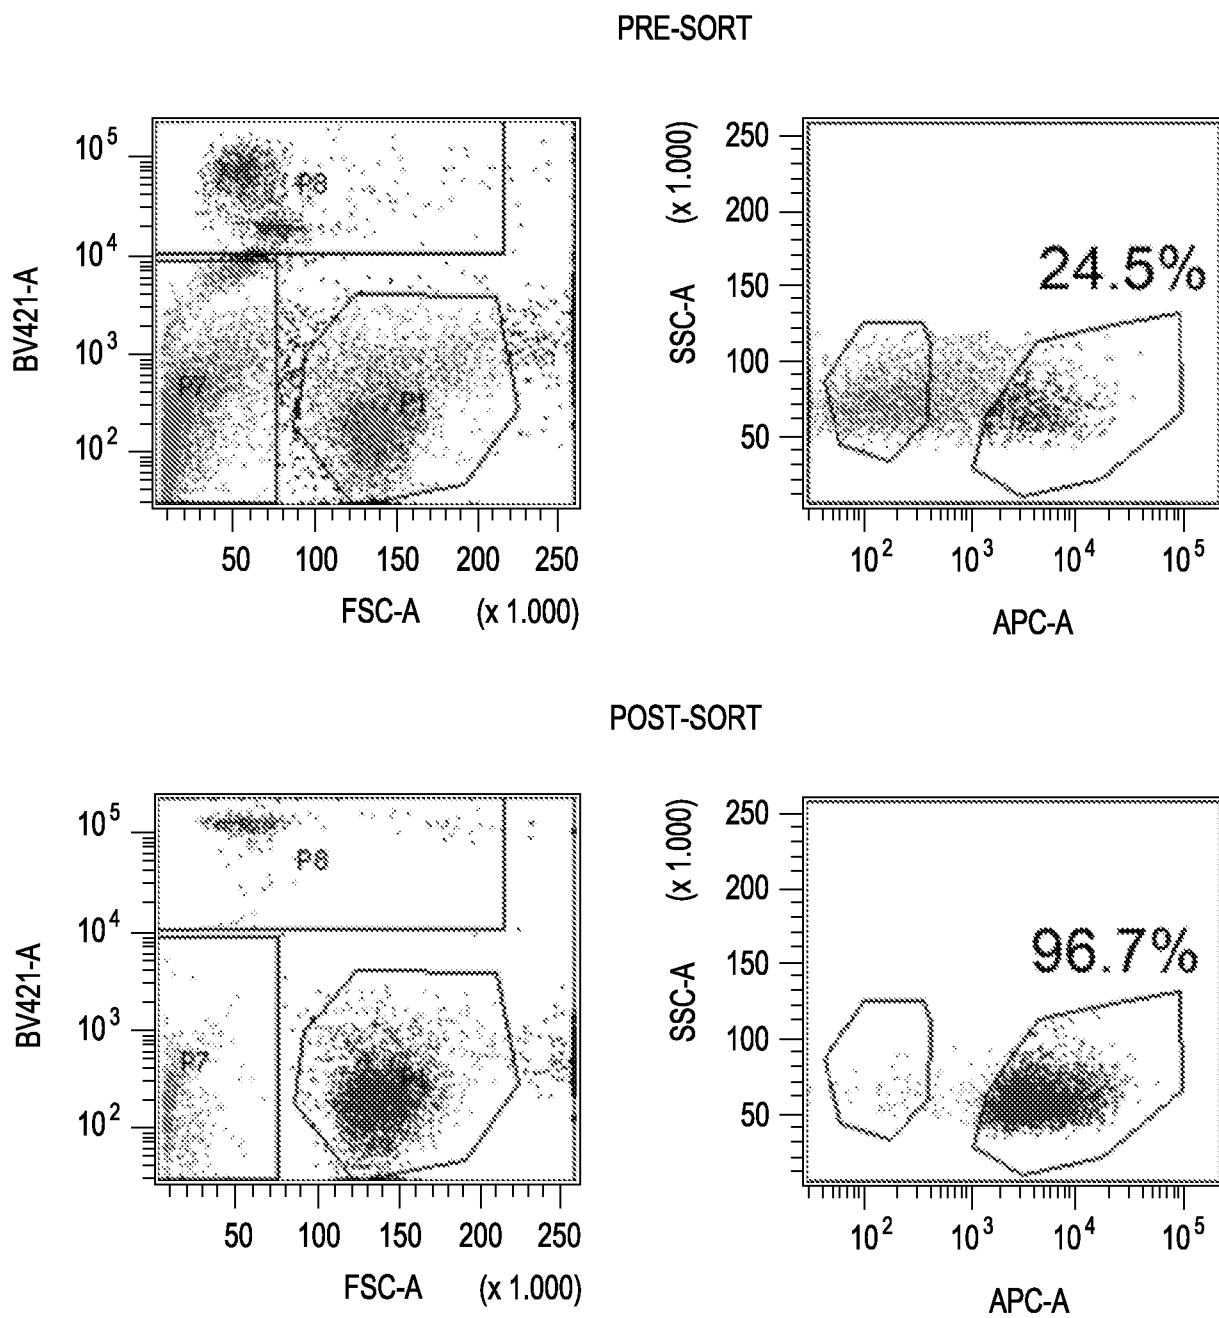 PRE-SORT
BV421-A
10^5
10^4
10^3
10^2
P8
P7
P1
50 100 150 200 250
FSC-A (x 1.000)
SSC-A (x 1.000)
250
200
150
100
50
24.5%
10^2 10^3 10^4 10^5
APC-A
POST-SORT
BV421-A
10^5
10^4
10^3
10^2
P8
P7
50 100 150 200 250
FSC-A (x 1.000)
SSC-A (x 1.000)
250
200
150
100
50
96.7%
10^2 10^3 10^4 10^5
APC-A